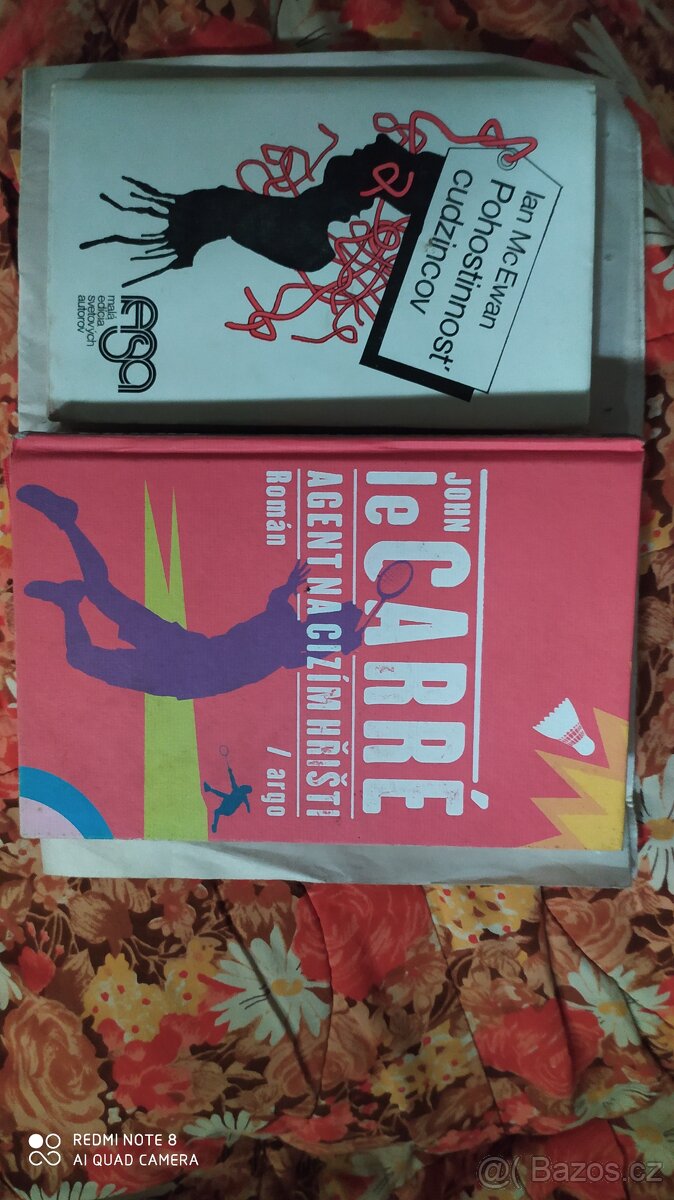 Ian McEwan
Pohostinnosť
cudzincov
mesa
malá
edícia
svetových
autorov
JOHN
le CARRÉ
AGENT NA CIZÍM HŘIŠTI
Román
/ argo
REDMI NOTE 8
AI QUAD CAMERA
@( Bazos.cz